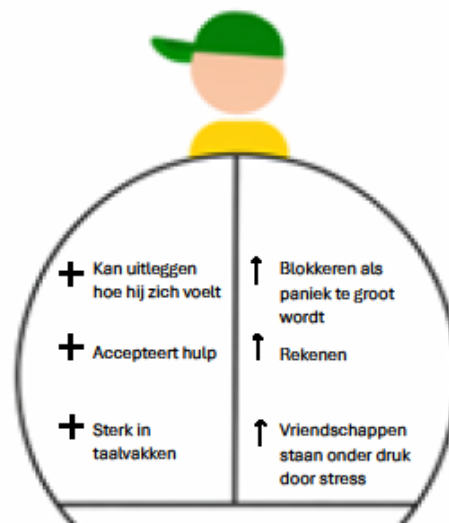 + Kan uitleggen
hoe hij zich voelt
+ Accepteert hulp
+ Sterk in
taalvakken
↑ Blokkeren als
paniek te groot
wordt
↑ Rekenen
↑ Vriendschappen
staan onder druk
door stress